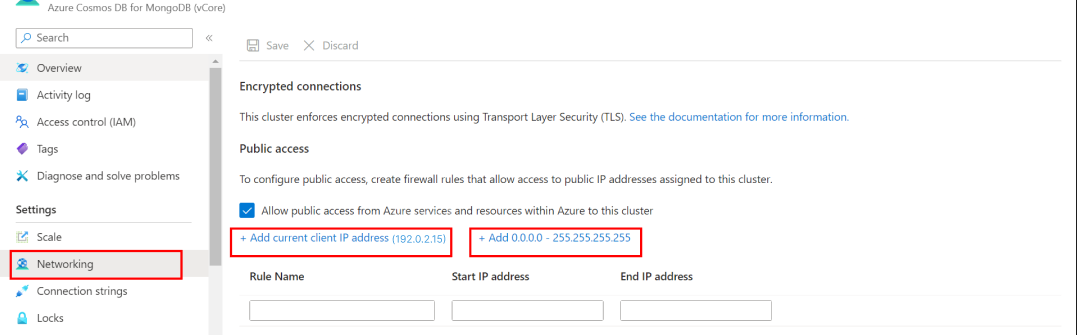 Azure Cosmos DB for MongoDB (vCore)
Search
Save Discard
Overview
Activity log
Access control (IAM)
Tags
Diagnose and solve problems
Settings
Scale
Networking
Connection strings
Locks
Encrypted connections
This cluster enforces encrypted connections using Transport Layer Security (TLS). See the documentation for more information.
Public access
To configure public access, create firewall rules that allow access to public IP addresses assigned to this cluster.
Allow public access from Azure services and resources within Azure to this cluster
+ Add current client IP address (192.0.2.15) + Add 0.0.0.0 - 255.255.255.255
Rule Name Start IP address End IP address